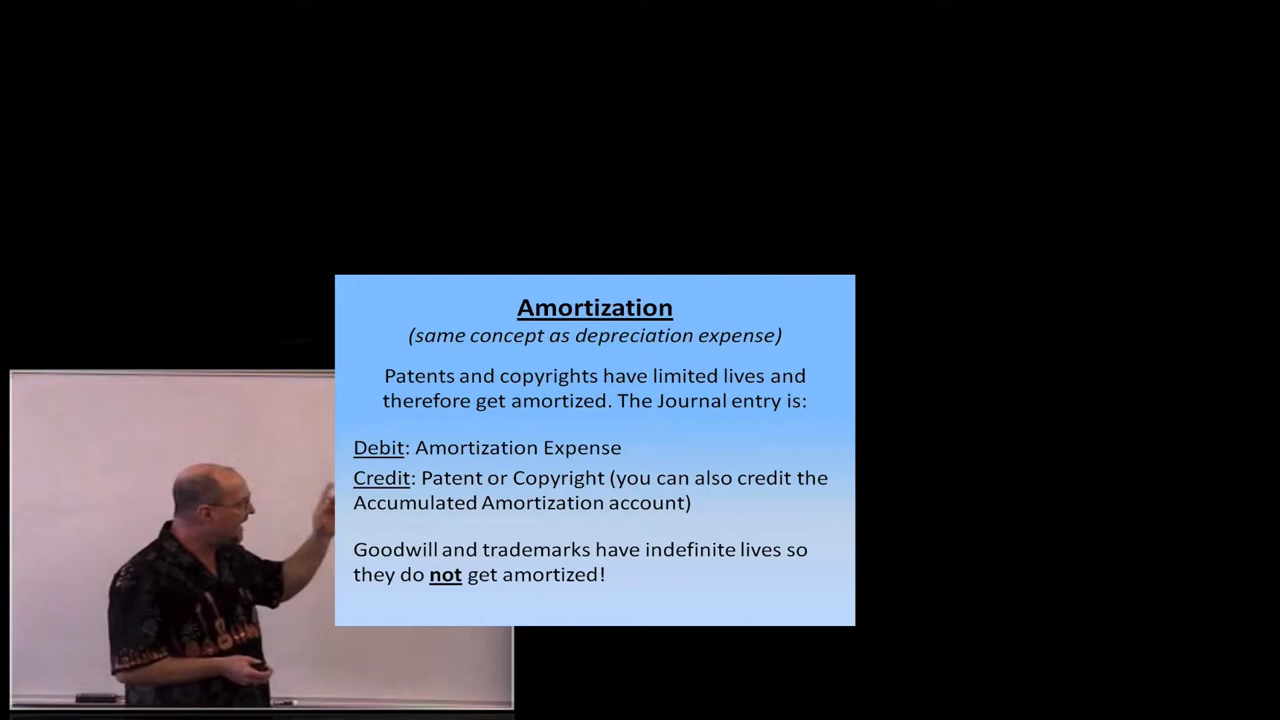 Amortization
(same concept as depreciation expense)
Patents and copyrights have limited lives and
therefore get amortized. The Journal entry is:
Debit: Amortization Expense
Credit: Patent or Copyright (you can also credit the
Accumulated Amortization account)
Goodwill and trademarks have indefinite lives so
they do not get amortized!